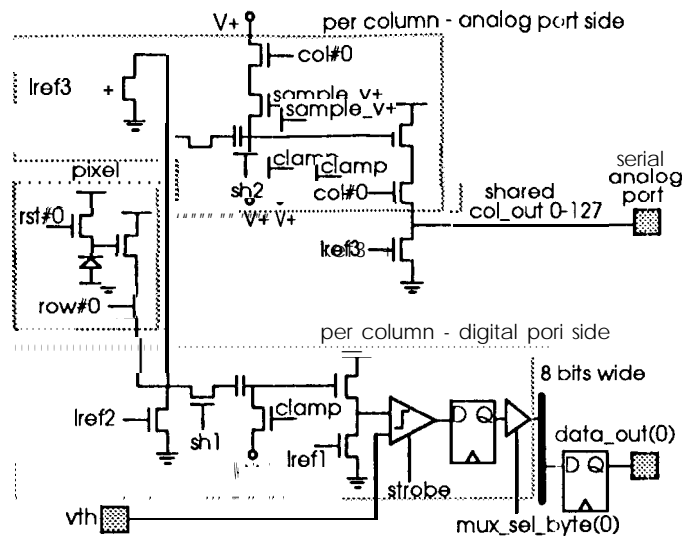 V+
per column - analog port side
col#0
Iref3
+
sample_v+
sample_v+
clamp
clamp
sh2
col#0
V+ V+
pixel
rst#0
row#0
serial
analog
port
shared
col_out 0-127
Iref3
per column - digital pori side
8 bits wide
Iref2
sh1
clamp
Iref1
D Q
data_out(0)
D Q
strobe
vth
mux_sel_byte(0)